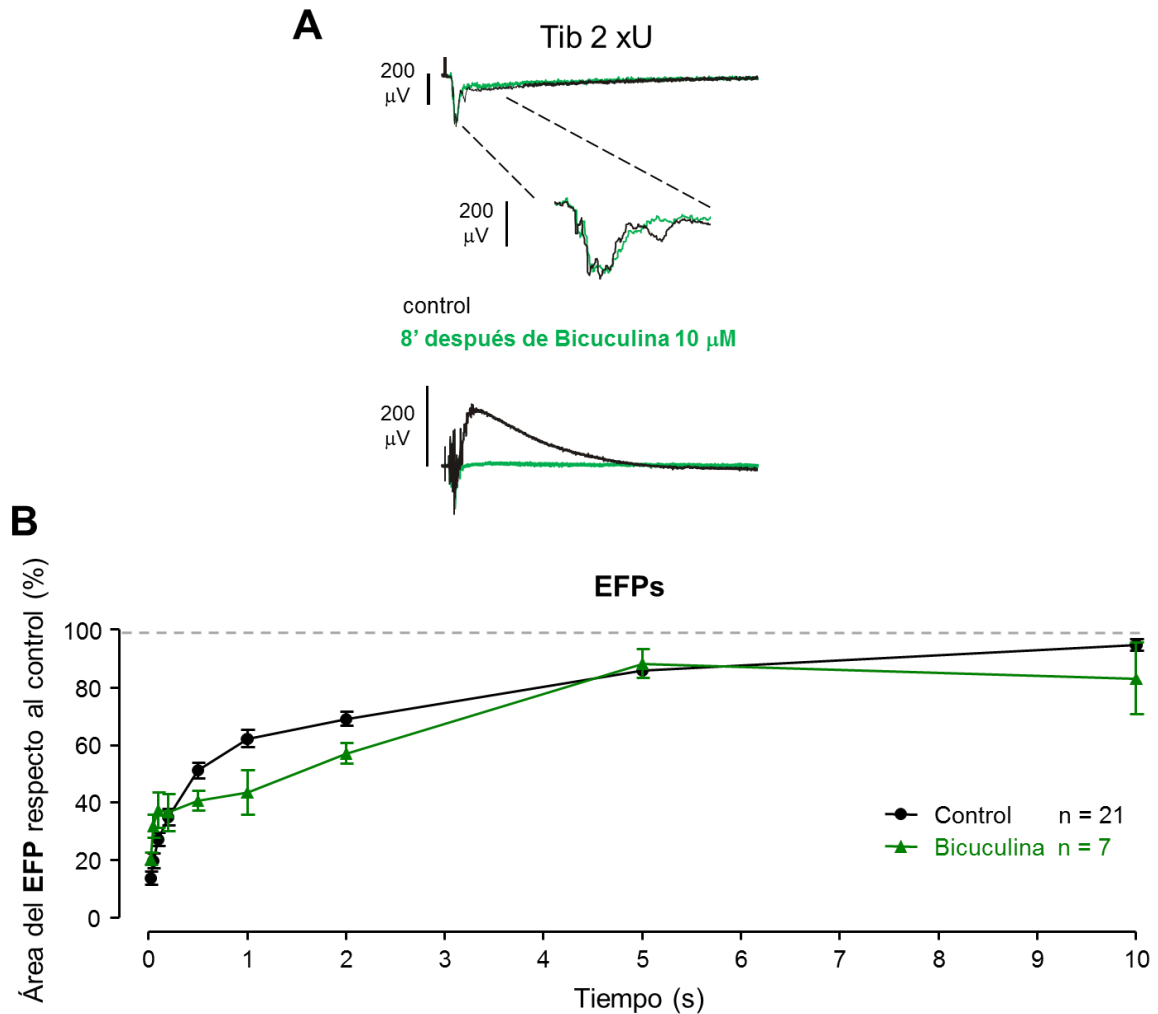 A
Tib 2 xU
200
μV
200
μV
control
8’ después de Bicuculina 10 μM
200
μV
B
EFPs
Área del EFP respecto al control (%)
100
80
60
40
20
0
Control n = 21
Bicuculina n = 7
0 1 2 3 4 5 6 7 8 9 10
Tiempo (s)